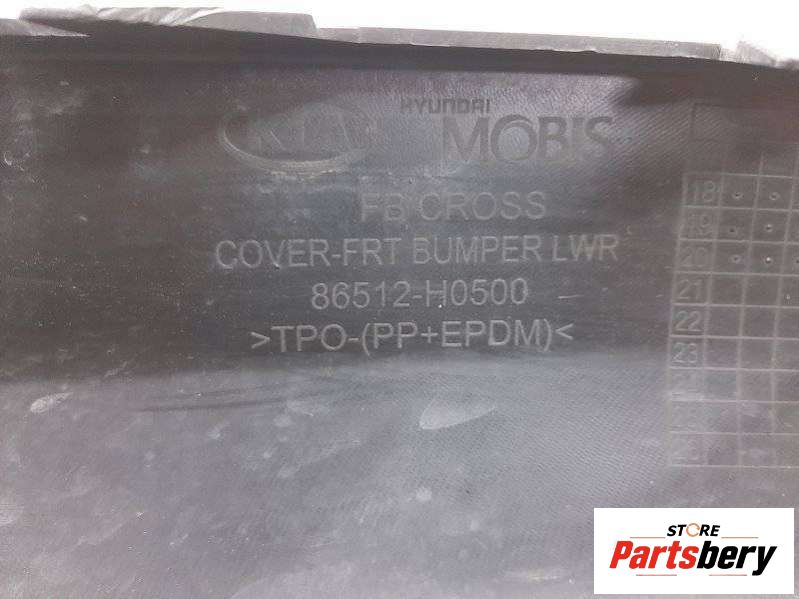 KIA HYUNDAI
MOBIS
FB CROSS
COVER-FRT BUMPER LWR
86512-H0500
>TPO-(PP+EPDM)<
18
19
20
21
22
23
STORE
Partsbery